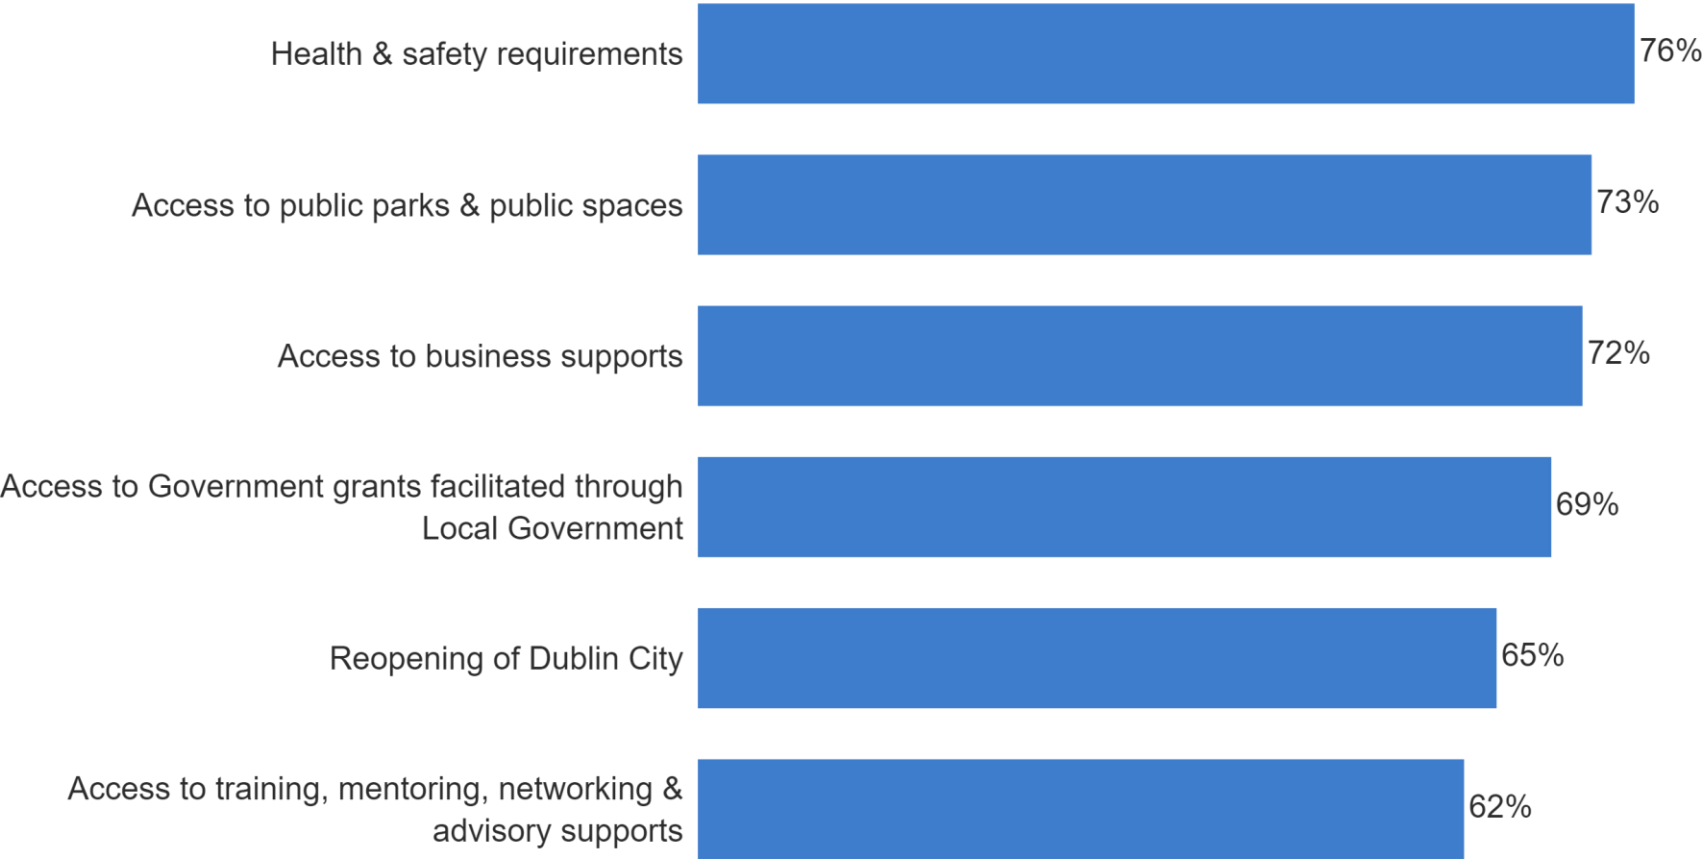 Health & safety requirements 76%
Access to public parks & public spaces 73%
Access to business supports 72%
Access to Government grants facilitated through
Local Government 69%
Reopening of Dublin City 65%
Access to training, mentoring, networking &
advisory supports 62%